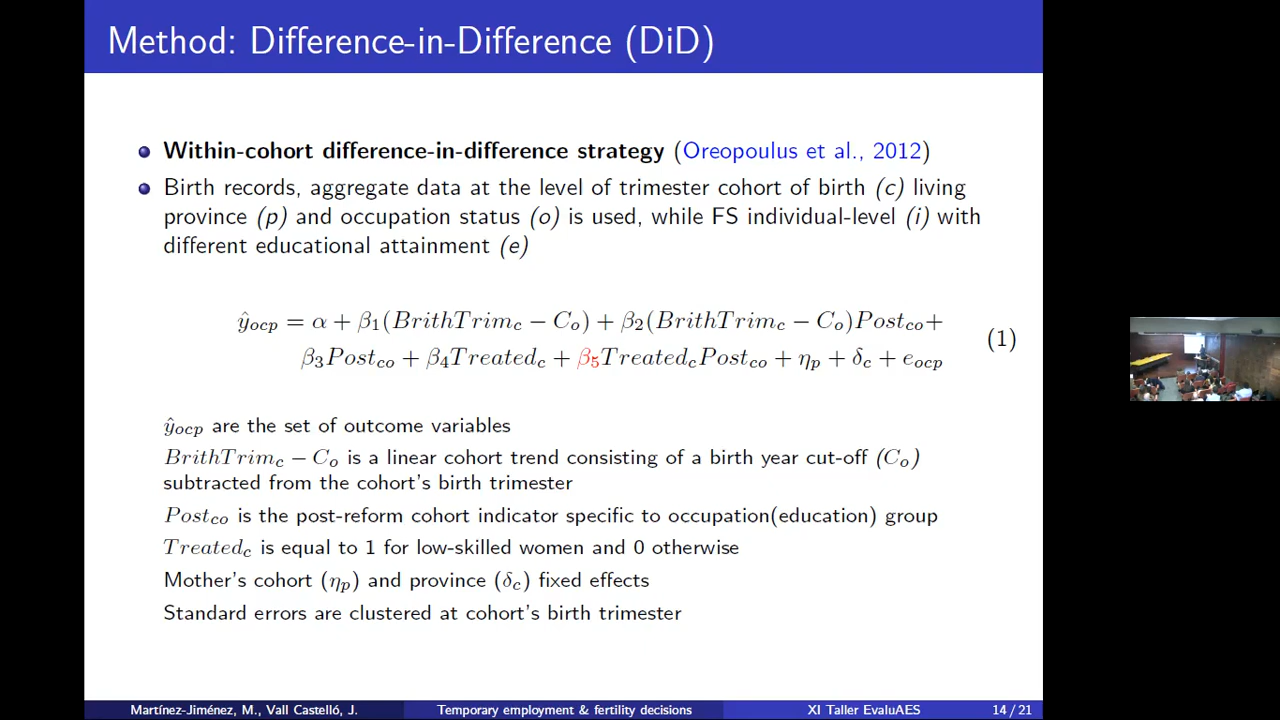 Method: Difference-in-Difference (DiD)
Within-cohort difference-in-difference strategy (Oreopoulus et al., 2012)
Birth records, aggregate data at the level of trimester cohort of birth (c) living
province (p) and occupation status (o) is used, while FS individual-level (i) with
different educational attainment (e)
ŷ_ocp = α + β₁(BrithTrim_c − C_o) + β₂(BrithTrim_c − C_o)Post_co+
β₃Post_co + β₄Treated_c + β₅Treated_cPost_co + η_p + δ_c + e_ocp
(1)
ŷ_ocp are the set of outcome variables
BrithTrim_c − C_o is a linear cohort trend consisting of a birth year cut-off (C_o)
subtracted from the cohort's birth trimester
Post_co is the post-reform cohort indicator specific to occupation(education) group
Treated_c is equal to 1 for low-skilled women and 0 otherwise
Mother's cohort (η_p) and province (δ_c) fixed effects
Standard errors are clustered at cohort's birth trimester
Martínez-Jiménez, M., Vall Castelló, J. Temporary employment & fertility decisions XI Taller EvaluAES 14 / 21